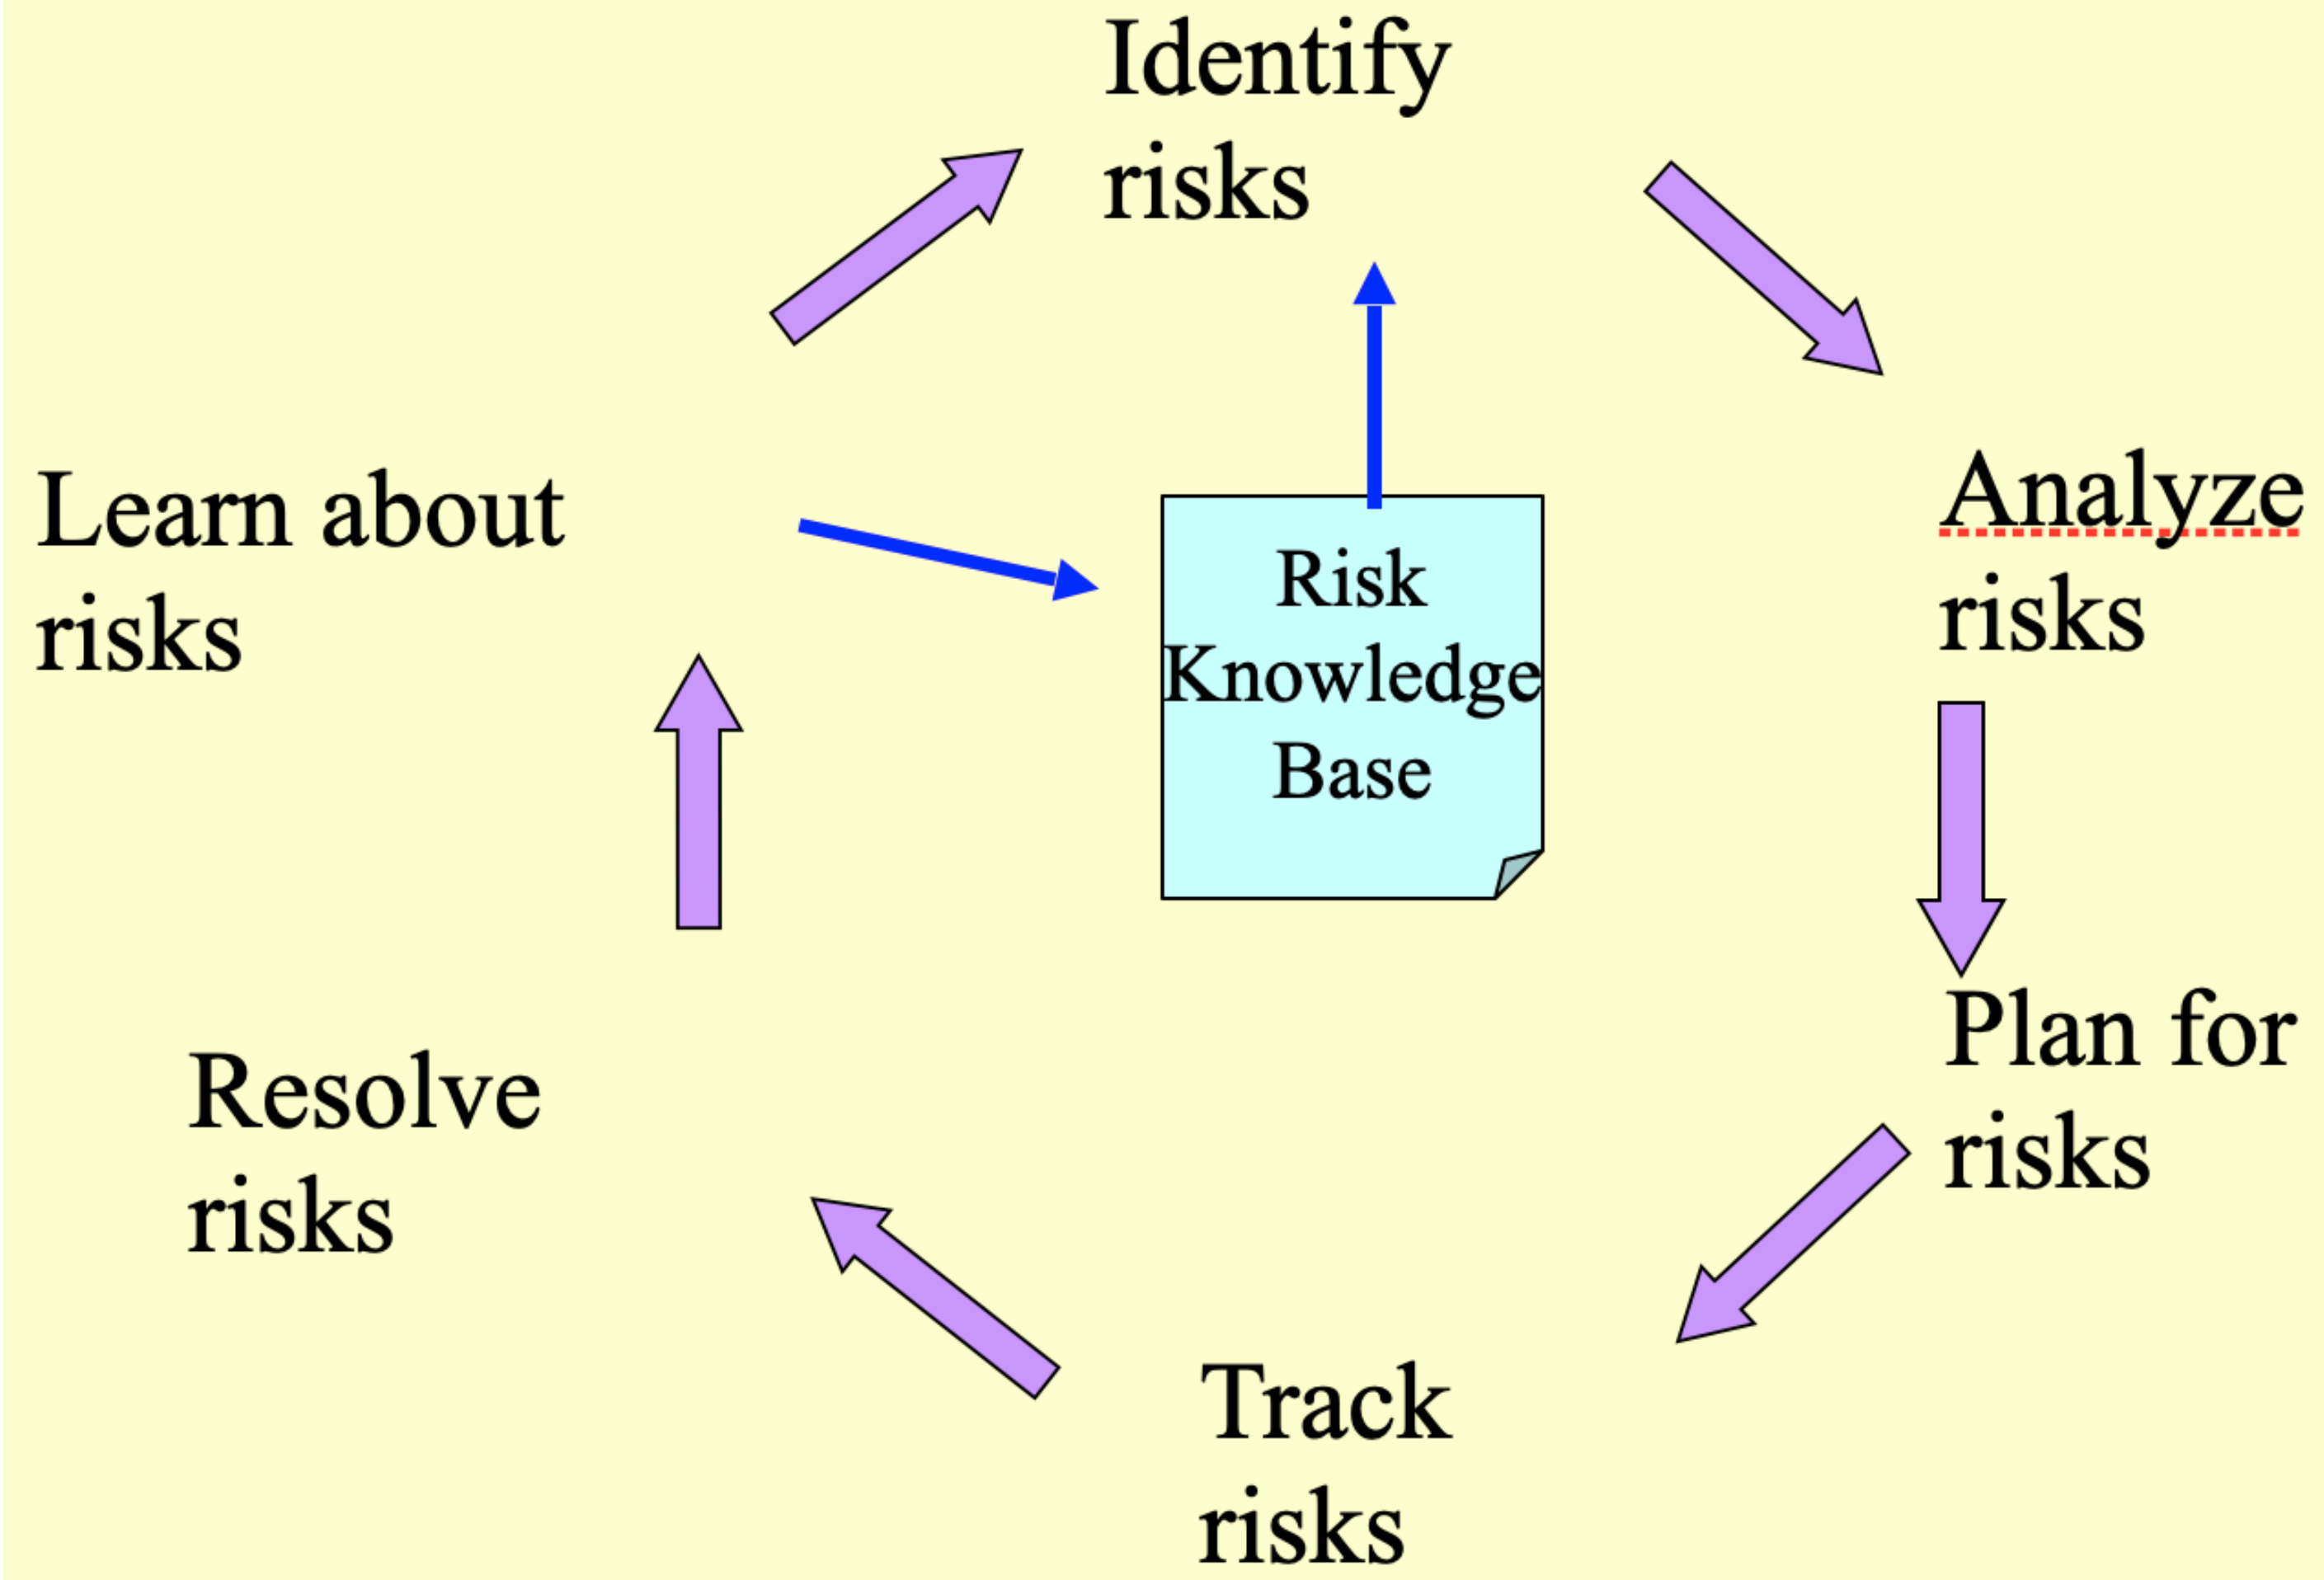 Identify
risks
Learn about
risks
Risk
Knowledge
Base
Analyze
risks
Plan for
risks
Resolve
risks
Track
risks